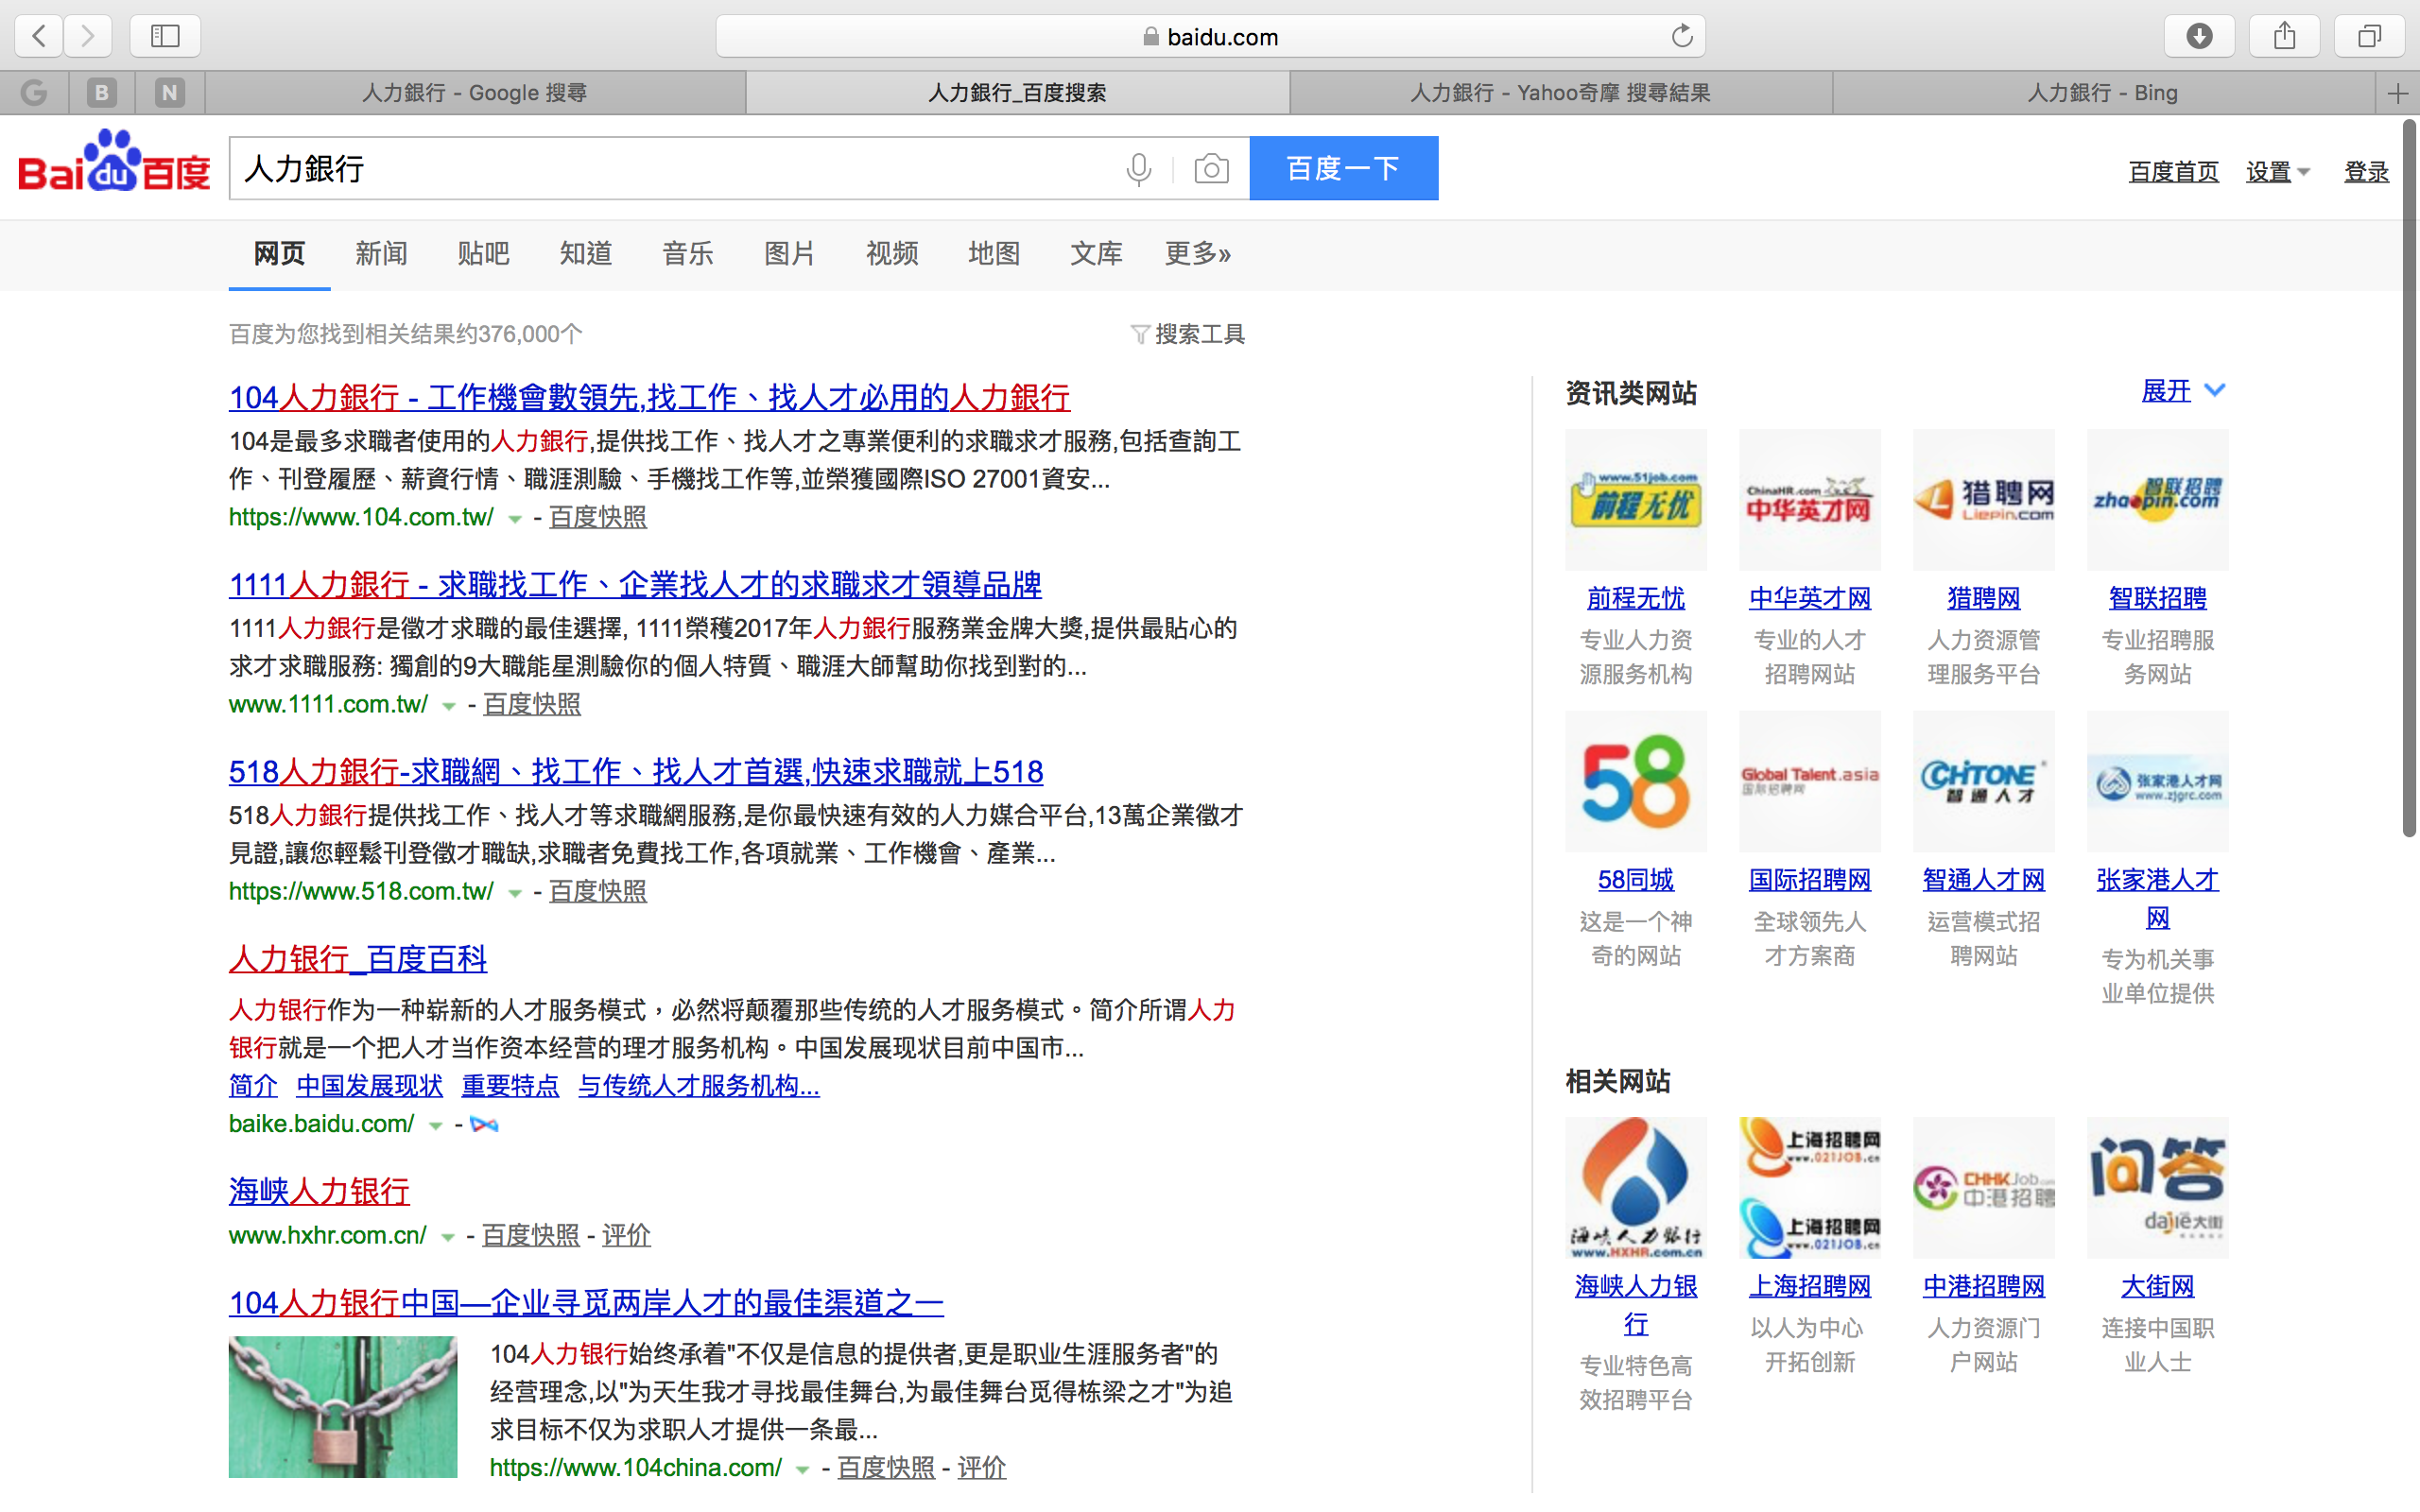 baidu.com
G
B
N
人力銀行 - Google 搜尋
人力銀行_百度搜索
人力銀行 - Yahoo奇摩 搜尋結果
人力銀行 - Bing
Bai du 百度
人力銀行
百度一下
百度首页 设置 登录
网页 新闻 贴吧 知道 音乐 图片 视频 地图 文库 更多»
百度为您找到相关结果约376,000个
搜索工具
104人力銀行 - 工作機會數領先,找工作、找人才必用的人力銀行
104是最多求職者使用的人力銀行,提供找工作、找人才之專業便利的求職求才服務,包括查詢工
作、刊登履歷、薪資行情、職涯測驗、手機找工作等,並榮獲國際ISO 27001資安...
https://www.104.com.tw/ - 百度快照
1111人力銀行 - 求職找工作、企業找人才的求職求才領導品牌
1111人力銀行是徵才求職的最佳選擇, 1111榮穫2017年人力銀行服務業金牌大獎,提供最貼心的
求才求職服務: 獨創的9大職能星測驗你的個人特質、職涯大師幫助你找到對的...
www.1111.com.tw/ - 百度快照
518人力銀行-求職網、找工作、找人才首選,快速求職就上518
518人力銀行提供找工作、找人才等求職網服務,是你最快速有效的人力媒合平台,13萬企業徵才
見證,讓您輕鬆刊登徵才職缺,求職者免費找工作,各項就業、工作機會、產業...
https://www.518.com.tw/ - 百度快照
人力银行_百度百科
人力银行作为一种崭新的人才服务模式，必然将颠覆那些传统的人才服务模式。简介所谓人力
银行就是一个把人才当作资本经营的理才服务机构。中国发展现状目前中国市...
简介 中国发展现状 重要特点 与传统人才服务机构...
baike.baidu.com/ -
海峡人力银行
www.hxhr.com.cn/ - 百度快照 - 评价
104人力银行中国—企业寻觅两岸人才的最佳渠道之一
104人力银行始终承着"不仅是信息的提供者,更是职业生涯服务者"的
经营理念,以"为天生我才寻找最佳舞台,为最佳舞台觅得栋梁之才"为追
求目标不仅为求职人才提供一条最...
https://www.104china.com/ - 百度快照 - 评价
资讯类网站
展开
www.51job.com
前程无忧
ChinaHR.com
中华英才网
猎聘网
Liepin.com
智联招聘
zhaopin.com
前程无忧 中华英才网 猎聘网 智联招聘
专业人力资 专业的人才 人力资源管 专业招聘服
源服务机构 招聘网站 理服务平台 务网站
58
Global Talent.asia
国际招聘网
CHITONE
智通人才
张家港人才网
www.zjgrc.com
58同城 国际招聘网 智通人才网 张家港人才
网
这是一个神 全球领先人 运营模式招 专为机关事
奇的网站 才方案商 聘网站 业单位提供
相关网站
海峡人力银行
www.HXHR.com.cn
上海招聘网
www.021JOB.cn
上海招聘网
www.021JOB.cn
CHHKJob
中港招聘
问答
dajie大街
海峡人力银 上海招聘网 中港招聘网 大街网
行
专业特色高 以人为中心 人力资源门 连接中国职
效招聘平台 开拓创新 户网站 业人士